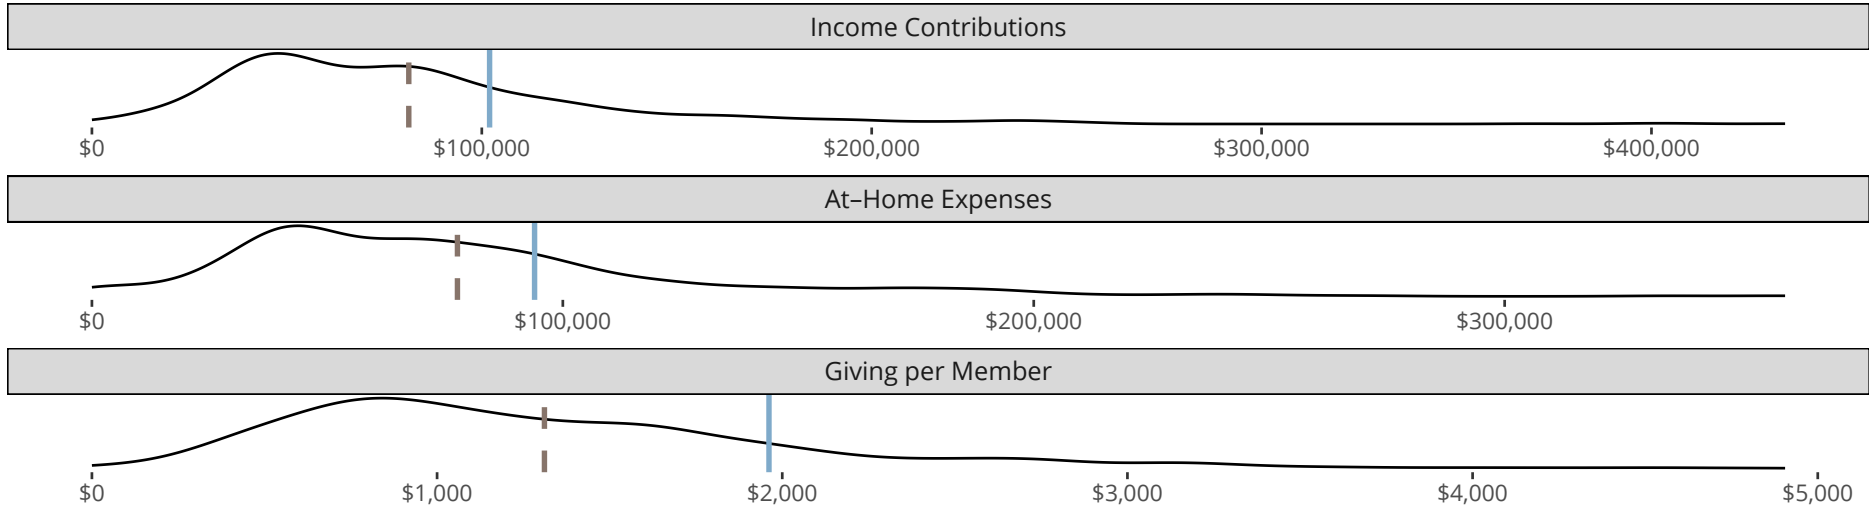 Income Contributions
$0 $100,000 $200,000 $300,000 $400,000
At–Home Expenses
$0 $100,000 $200,000 $300,000
Giving per Member
$0 $1,000 $2,000 $3,000 $4,000 $5,000